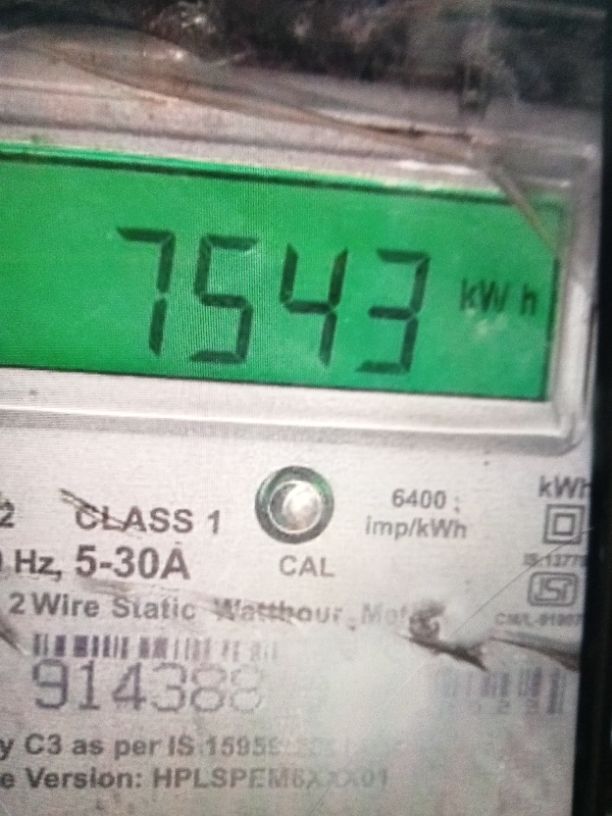 7543 kWh
kWh
2 CLASS 1
6400
imp/kWh
Hz, 5-30A
CAL
2 Wire Static Watthour
914388
y C3 as per IS 15959
e Version: